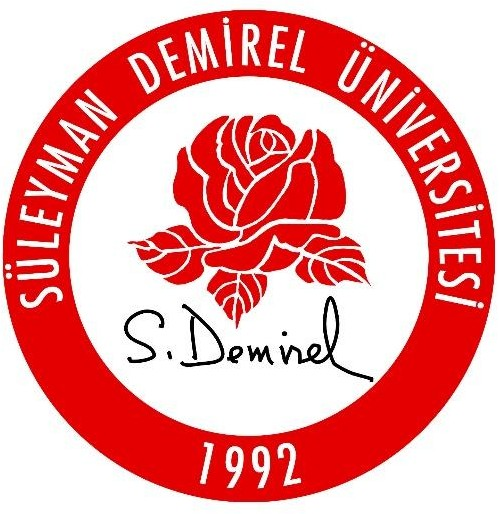 SÜLEYMAN DEMİREL ÜNİVERSİTESİ
S. Demirel
1992